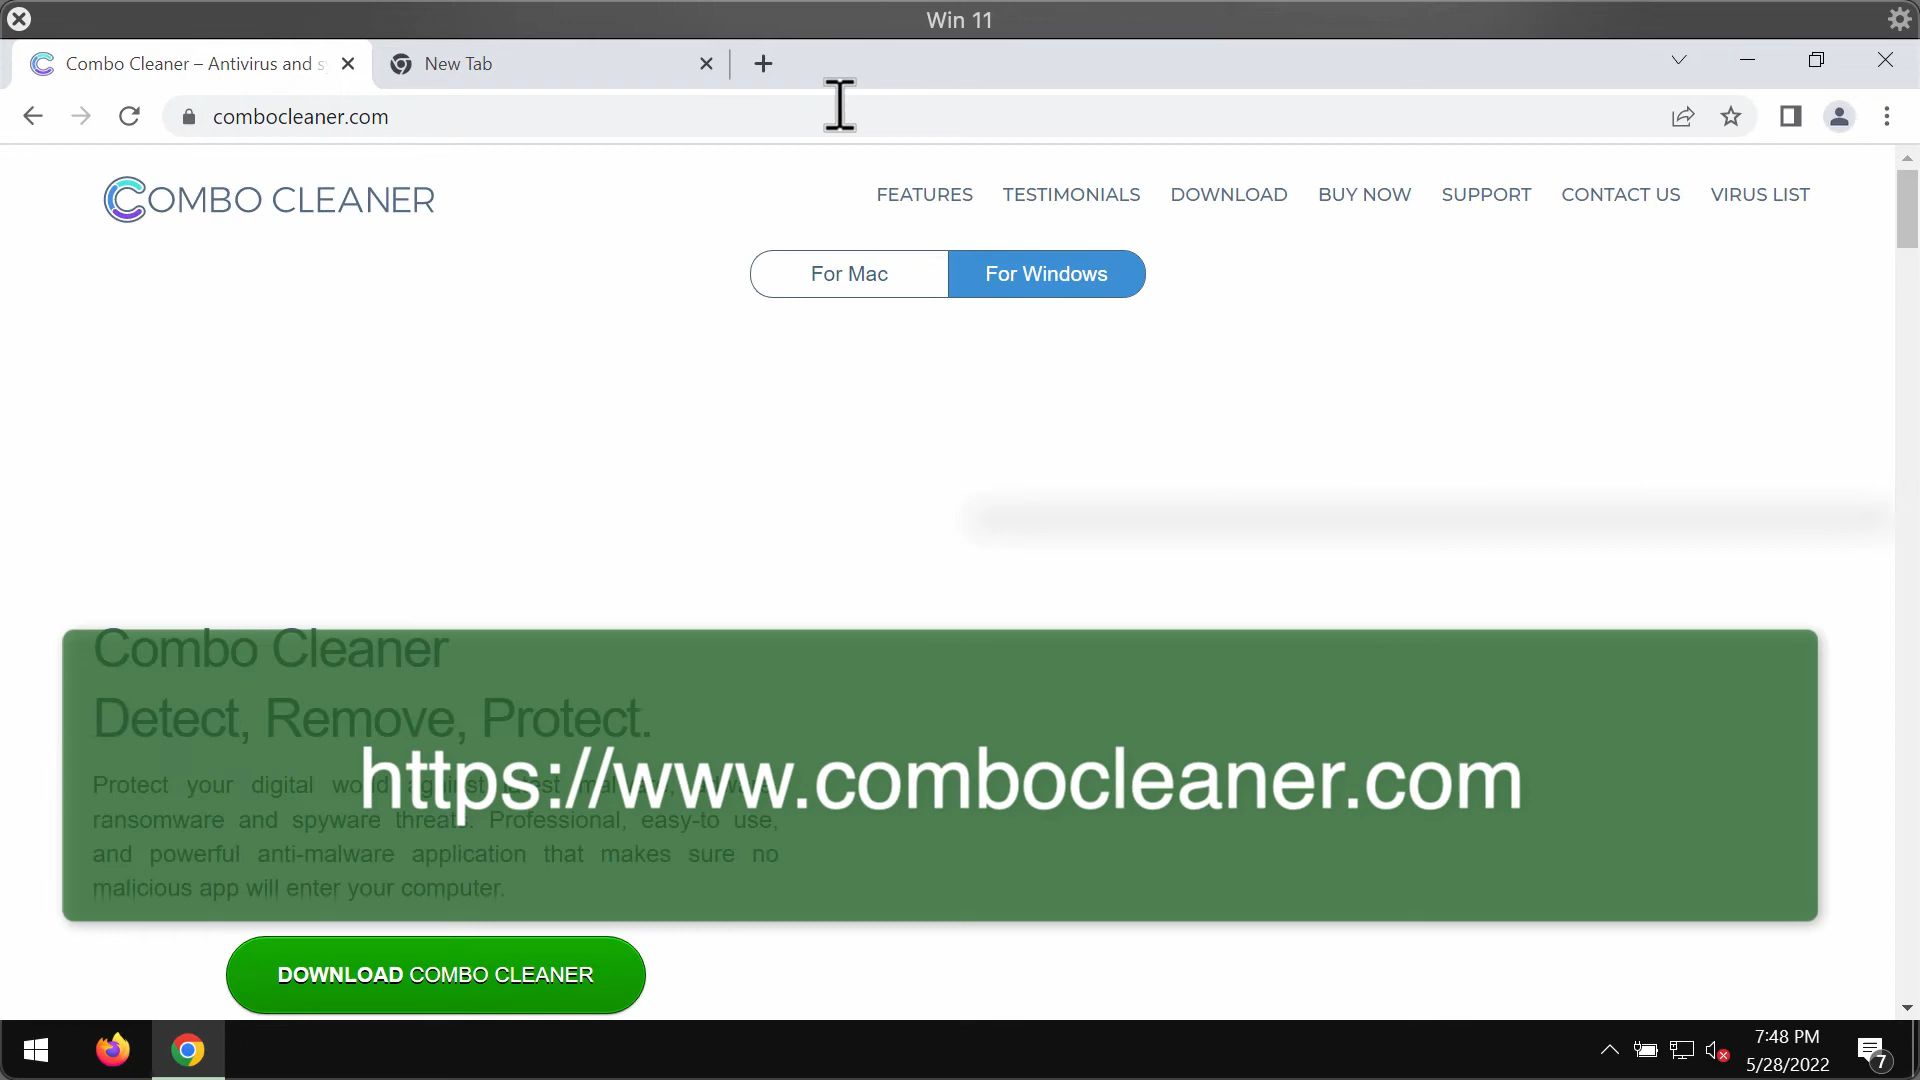 Win 11
Combo Cleaner – Antivirus and s
New Tab
combocleaner.com
COMBO CLEANER
FEATURES TESTIMONIALS DOWNLOAD BUY NOW SUPPORT CONTACT US VIRUS LIST
For Mac For Windows
Combo Cleaner
Detect, Remove, Protect.
https://www.combocleaner.com
Protect your digital world against latest
ransomware and spyware threats. Professional, easy-to use,
and powerful anti-malware application that makes sure no
malicious app will enter your computer.
DOWNLOAD COMBO CLEANER
7:48 PM
5/28/2022
7